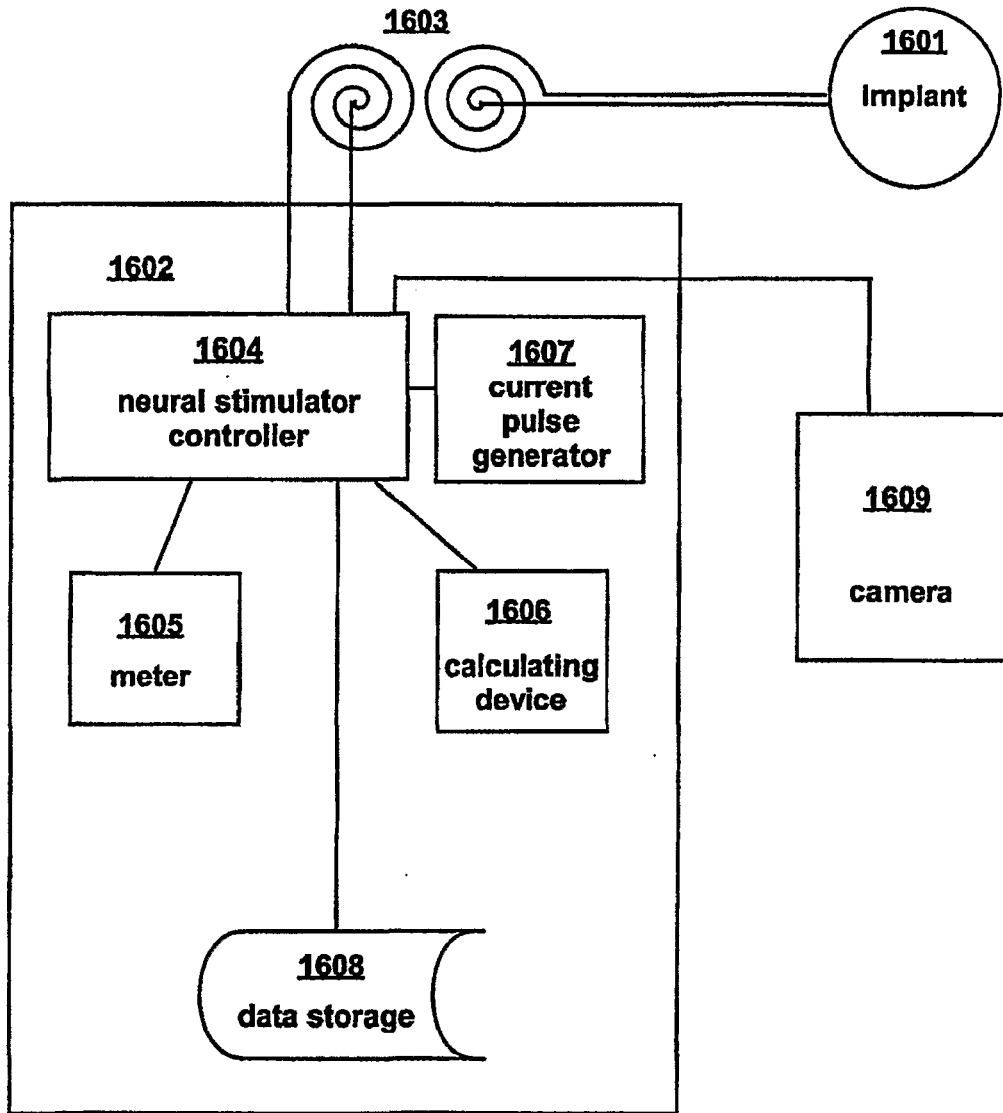 1603
1601
Implant
1602
1604
neural stimulator
controller
1607
current
pulse
generator
1609
camera
1605
meter
1606
calculating
device
1608
data storage